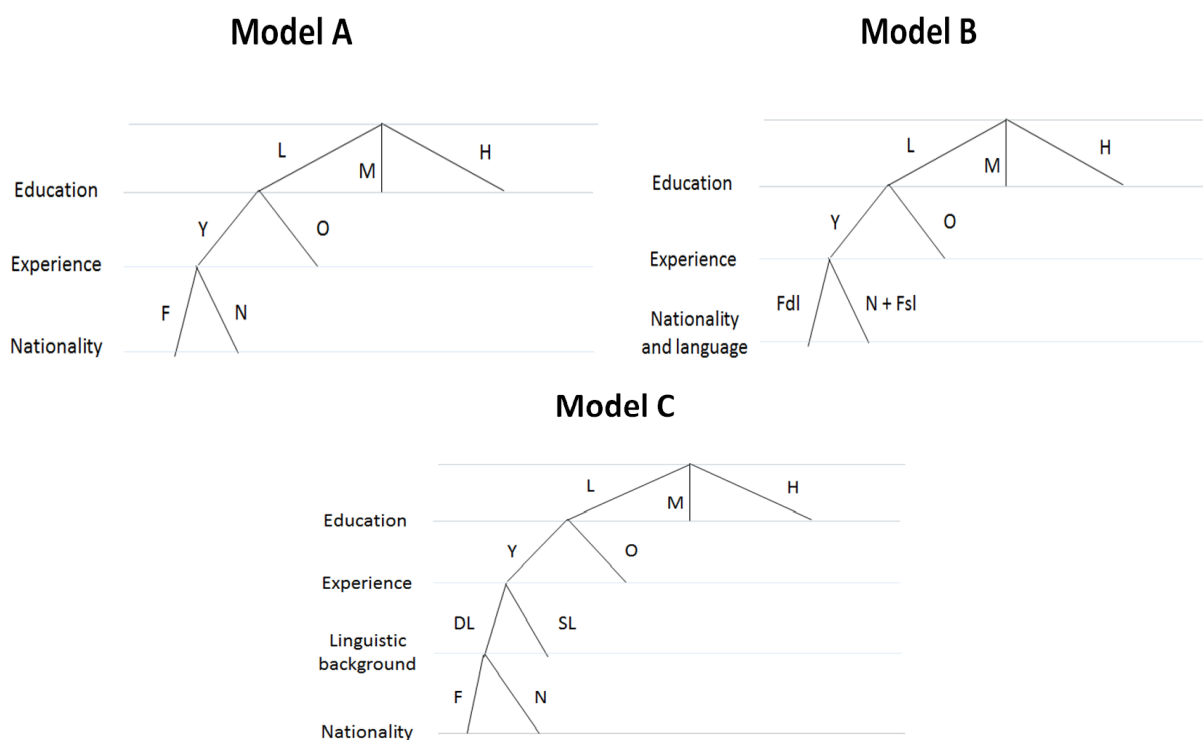 Model A
L
M
H
Education
Y
O
Experience
F
N
Nationality
Model B
L
M
H
Education
Y
O
Experience
Fdl
N + Fsl
Nationality
and language
Model C
L
M
H
Education
Y
O
Experience
DL
SL
Linguistic
background
F
N
Nationality